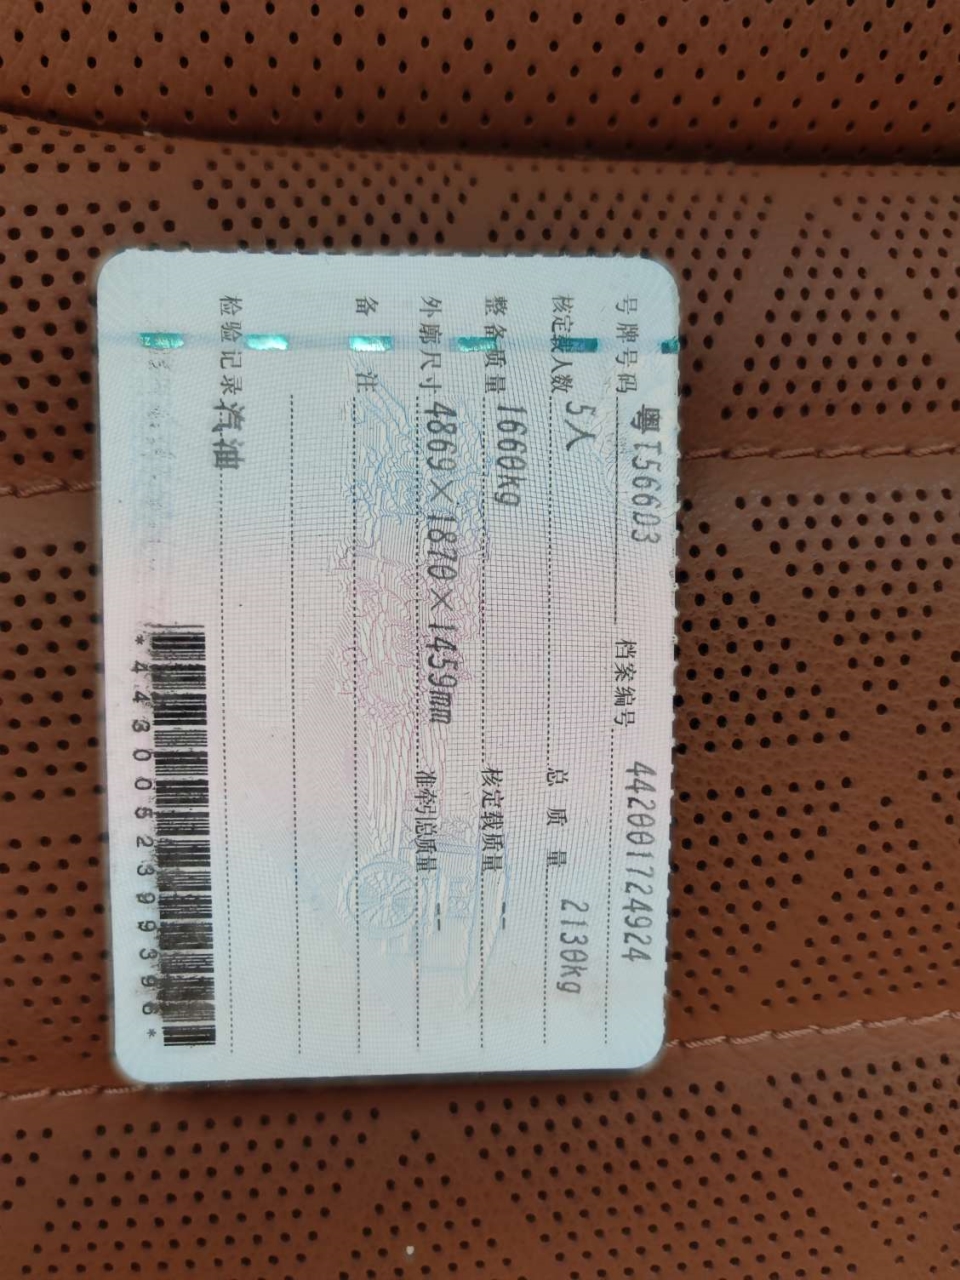 号牌号码 粤T566D3 档案编号 442001724924
核定载人数 5人 总质量 2130kg
整备质量 1660kg 核定载质量 --
外廓尺寸 4869×1870×1459mm 准牵引总质量 --
备注
检验记录 汽油
*4430062399396*